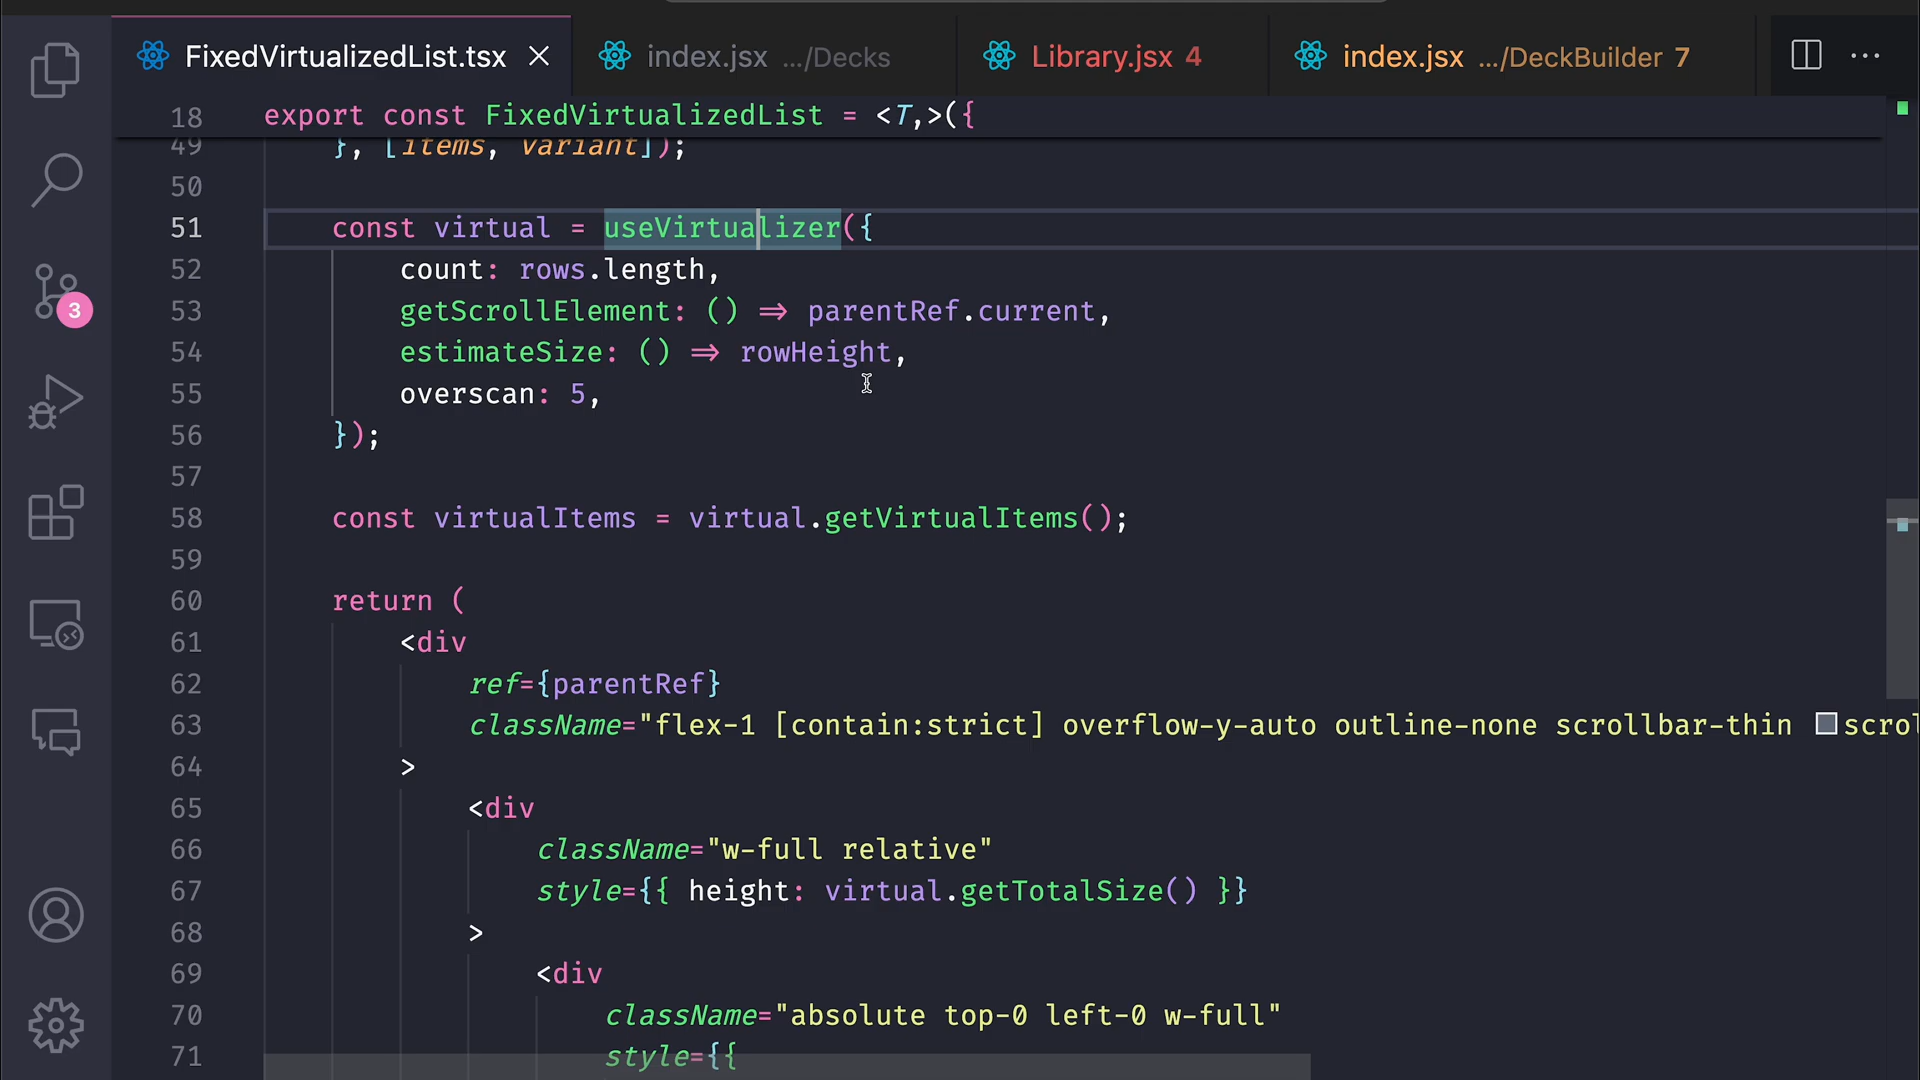 FixedVirtualizedList.tsx index.jsx .../Decks Library.jsx 4 index.jsx .../DeckBuilder 7
18 export const FixedVirtualizedList = <T,>({
49 }, [items, variant]);
50
51 const virtual = useVirtualizer({
52 count: rows.length,
53 getScrollElement: () => parentRef.current,
54 estimateSize: () => rowHeight,
55 overscan: 5,
56 });
57
58 const virtualItems = virtual.getVirtualItems();
59
60 return (
61 <div
62 ref={parentRef}
63 className="flex-1 [contain:strict] overflow-y-auto outline-none scrollbar-thin scrol
64 >
65 <div
66 className="w-full relative"
67 style={{ height: virtual.getTotalSize() }}
68 >
69 <div
70 className="absolute top-0 left-0 w-full"
71 style={{
3